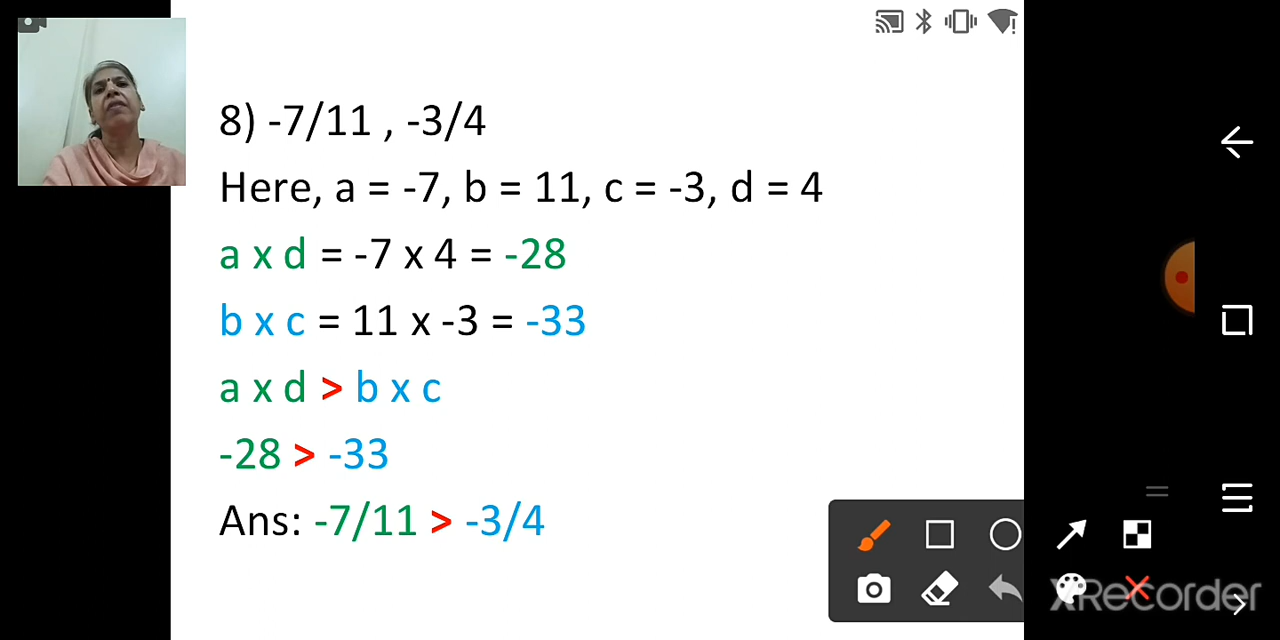 8) -7/11 , -3/4
Here, a = -7, b = 11, c = -3, d = 4
a x d = -7 x 4 = -28
b x c = 11 x -3 = -33
a x d > b x c
-28 > -33
Ans: -7/11 > -3/4
XRecorder